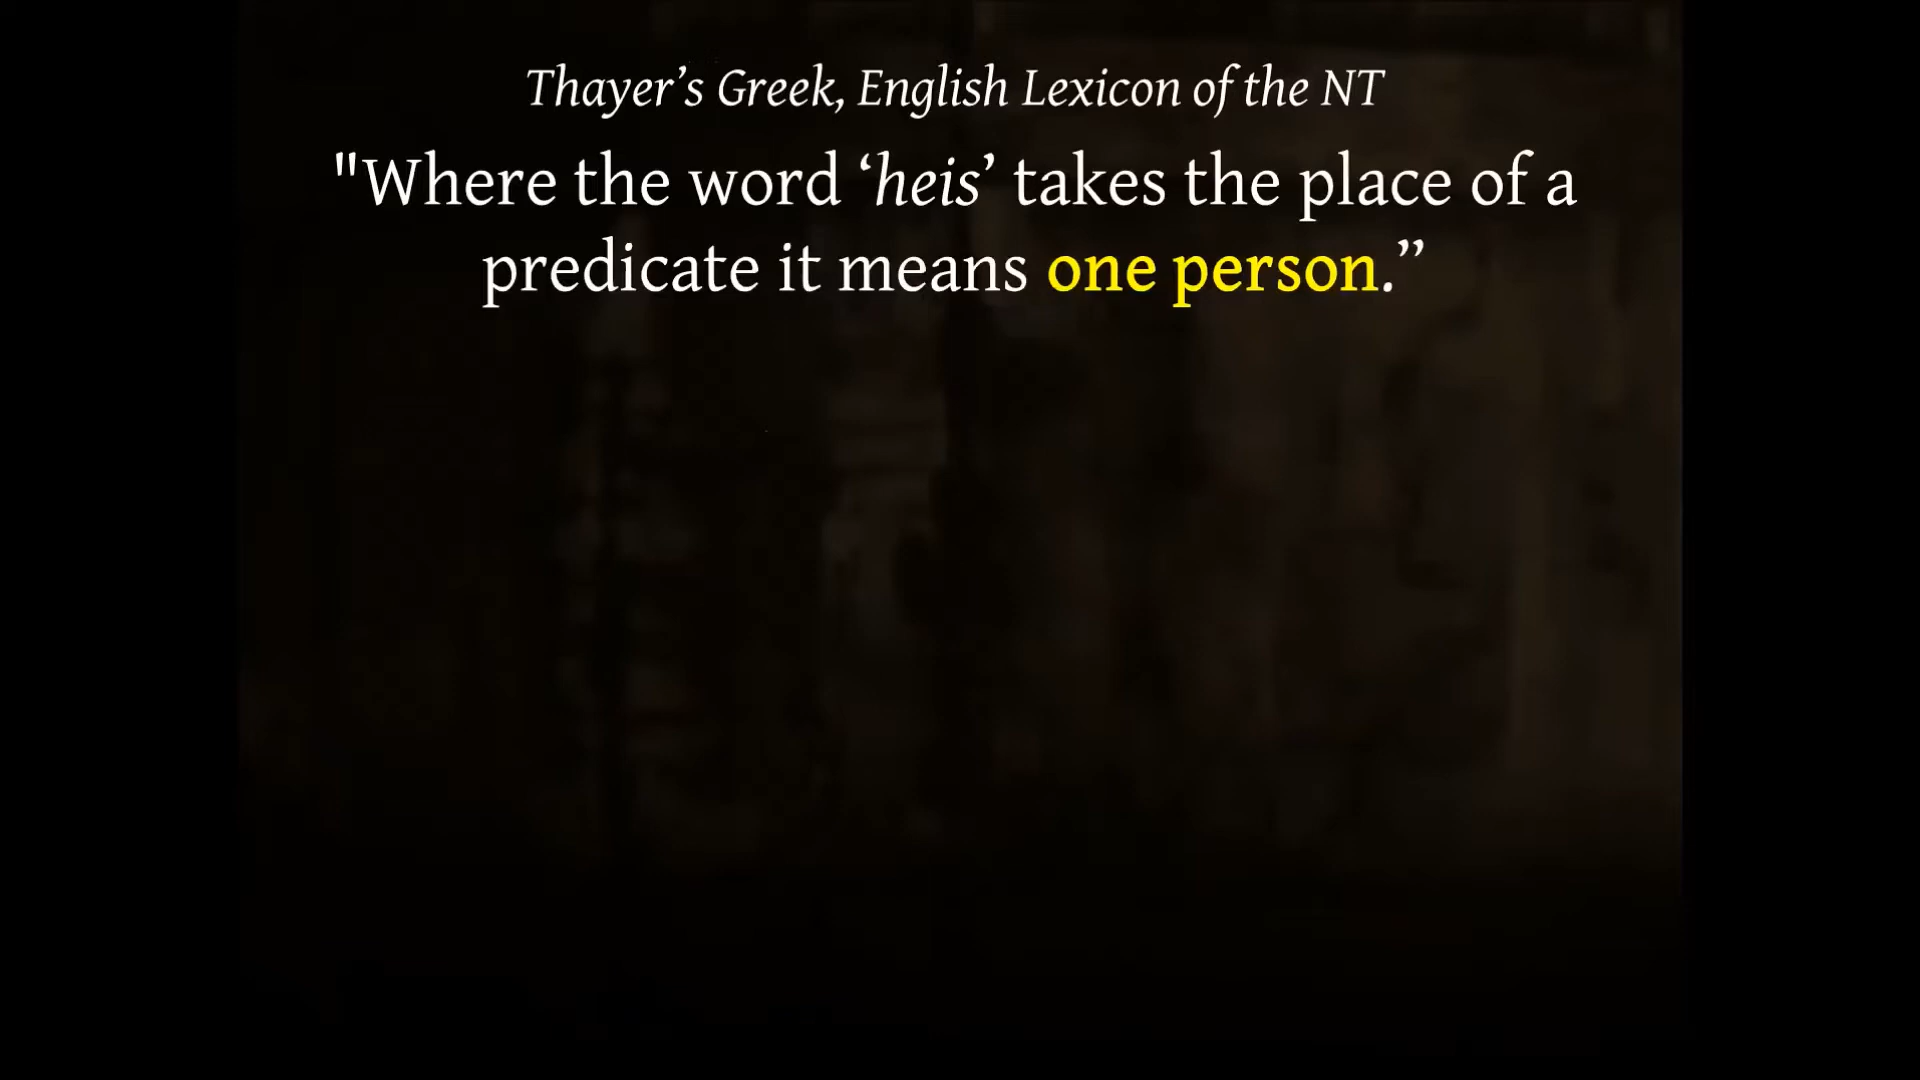 Thayer’s Greek, English Lexicon of the NT
"Where the word ‘heis’ takes the place of a
predicate it means one person.”